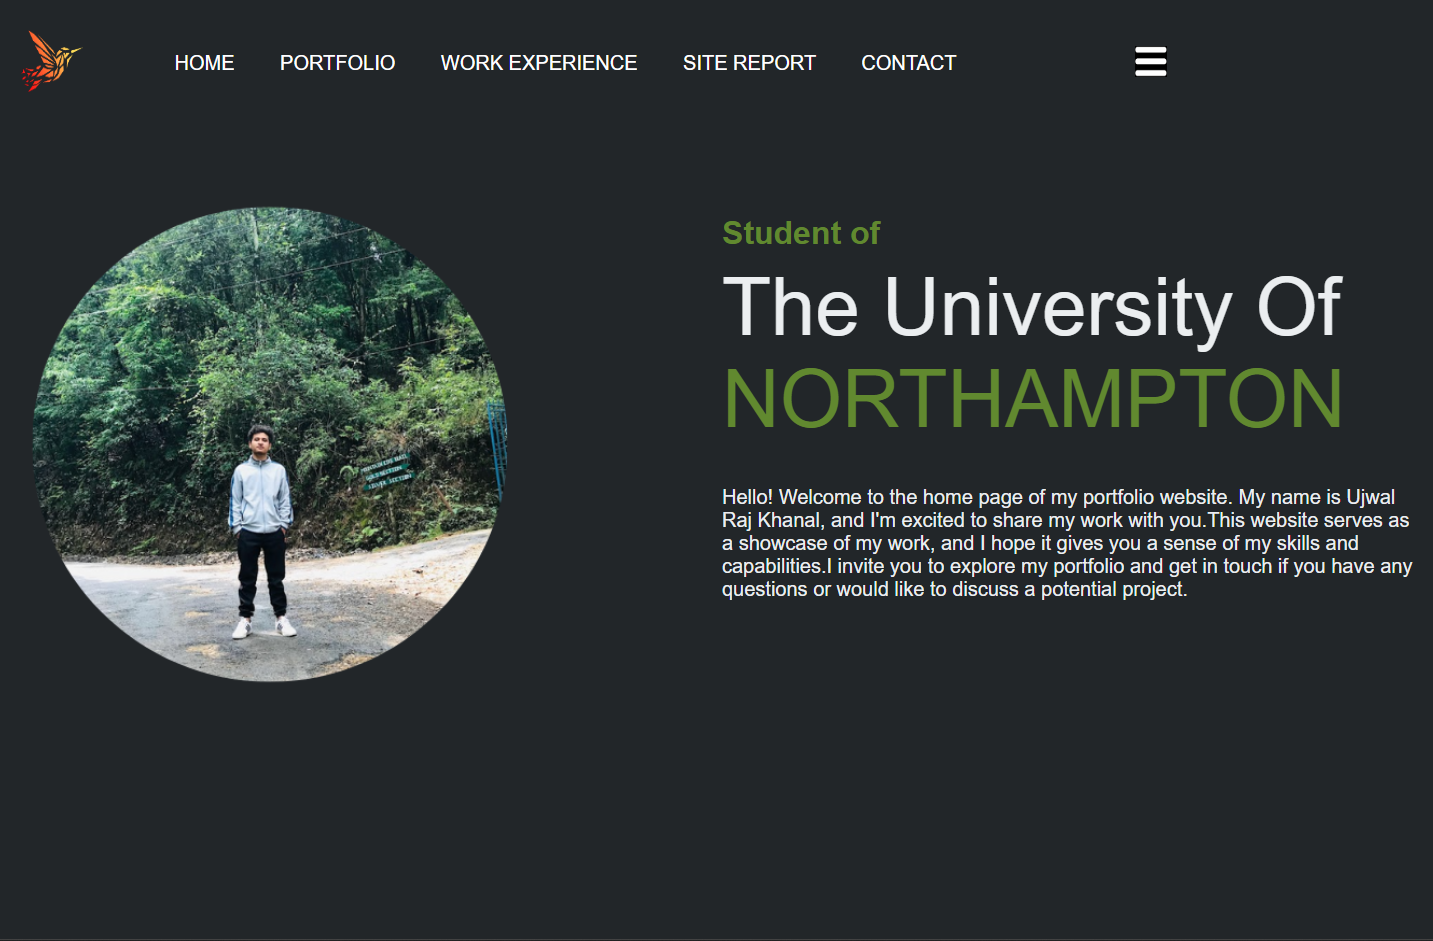 HOME PORTFOLIO WORK EXPERIENCE SITE REPORT CONTACT
Student of
The University Of
NORTHAMPTON
Hello! Welcome to the home page of my portfolio website. My name is Ujwal
Raj Khanal, and I'm excited to share my work with you.This website serves as
a showcase of my work, and I hope it gives you a sense of my skills and
capabilities.I invite you to explore my portfolio and get in touch if you have any
questions or would like to discuss a potential project.